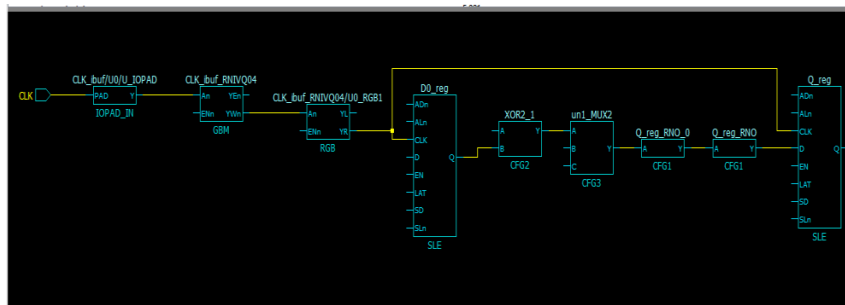 CLK
CLK_ibuf/U0/U_IOPAD
PAD Y
IOPAD_IN
CLK_ibuf_RNIVQ04
An YEn
ENn YWn
GBM
CLK_ibuf_RNIVQ04/U0_RGB1
An YL
ENn YR
RGB
D0_reg
ADn
ALn
CLK
D
Q
EN
LAT
SD
SLn
SLE
XOR2_1
A Y
B
CFG2
un1_MUX2
A
B Y
C
CFG3
Q_reg_RNO_0
A Y
CFG1
Q_reg_RNO
A Y
CFG1
Q_reg
ADn
ALn
CLK
D Q
EN
LAT
SD
SLn
SLE